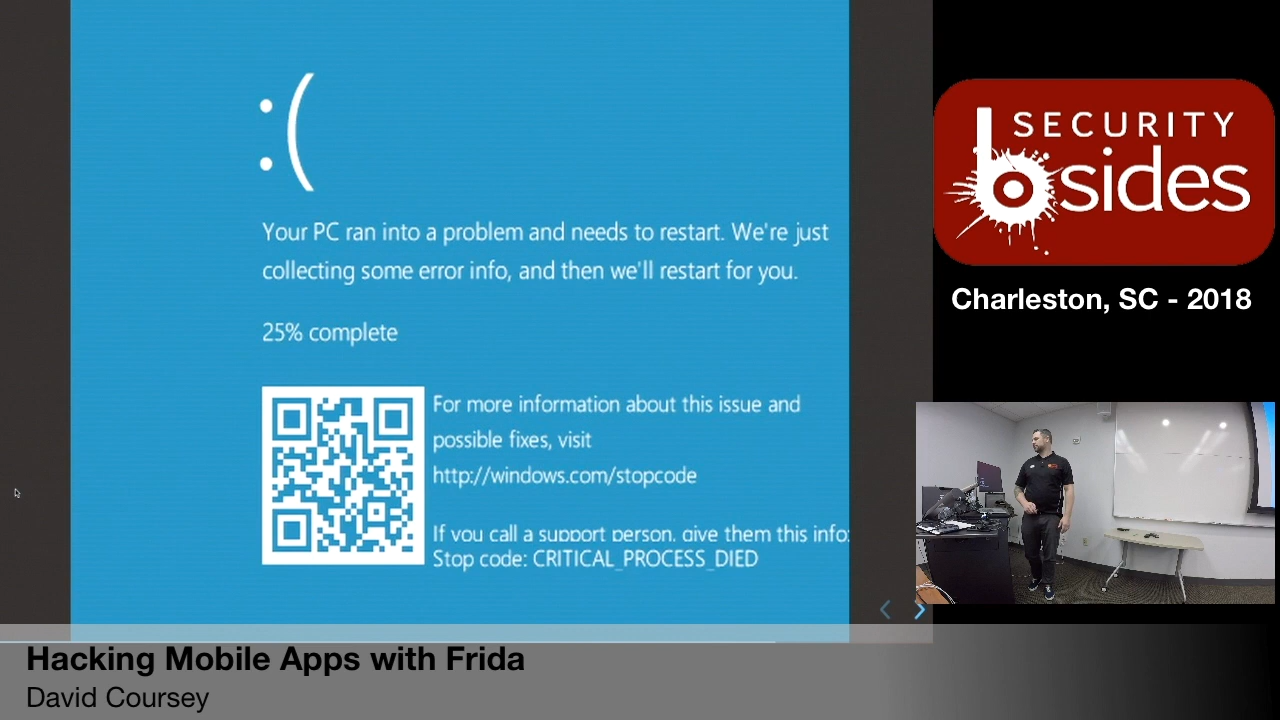 :(
Your PC ran into a problem and needs to restart. We're just
collecting some error info, and then we'll restart for you.
25% complete
For more information about this issue and
possible fixes, visit
http://windows.com/stopcode
If you call a support person, give them this info:
Stop code: CRITICAL_PROCESS_DIED
SECURITY
bsides
Charleston, SC - 2018
Hacking Mobile Apps with Frida
David Coursey